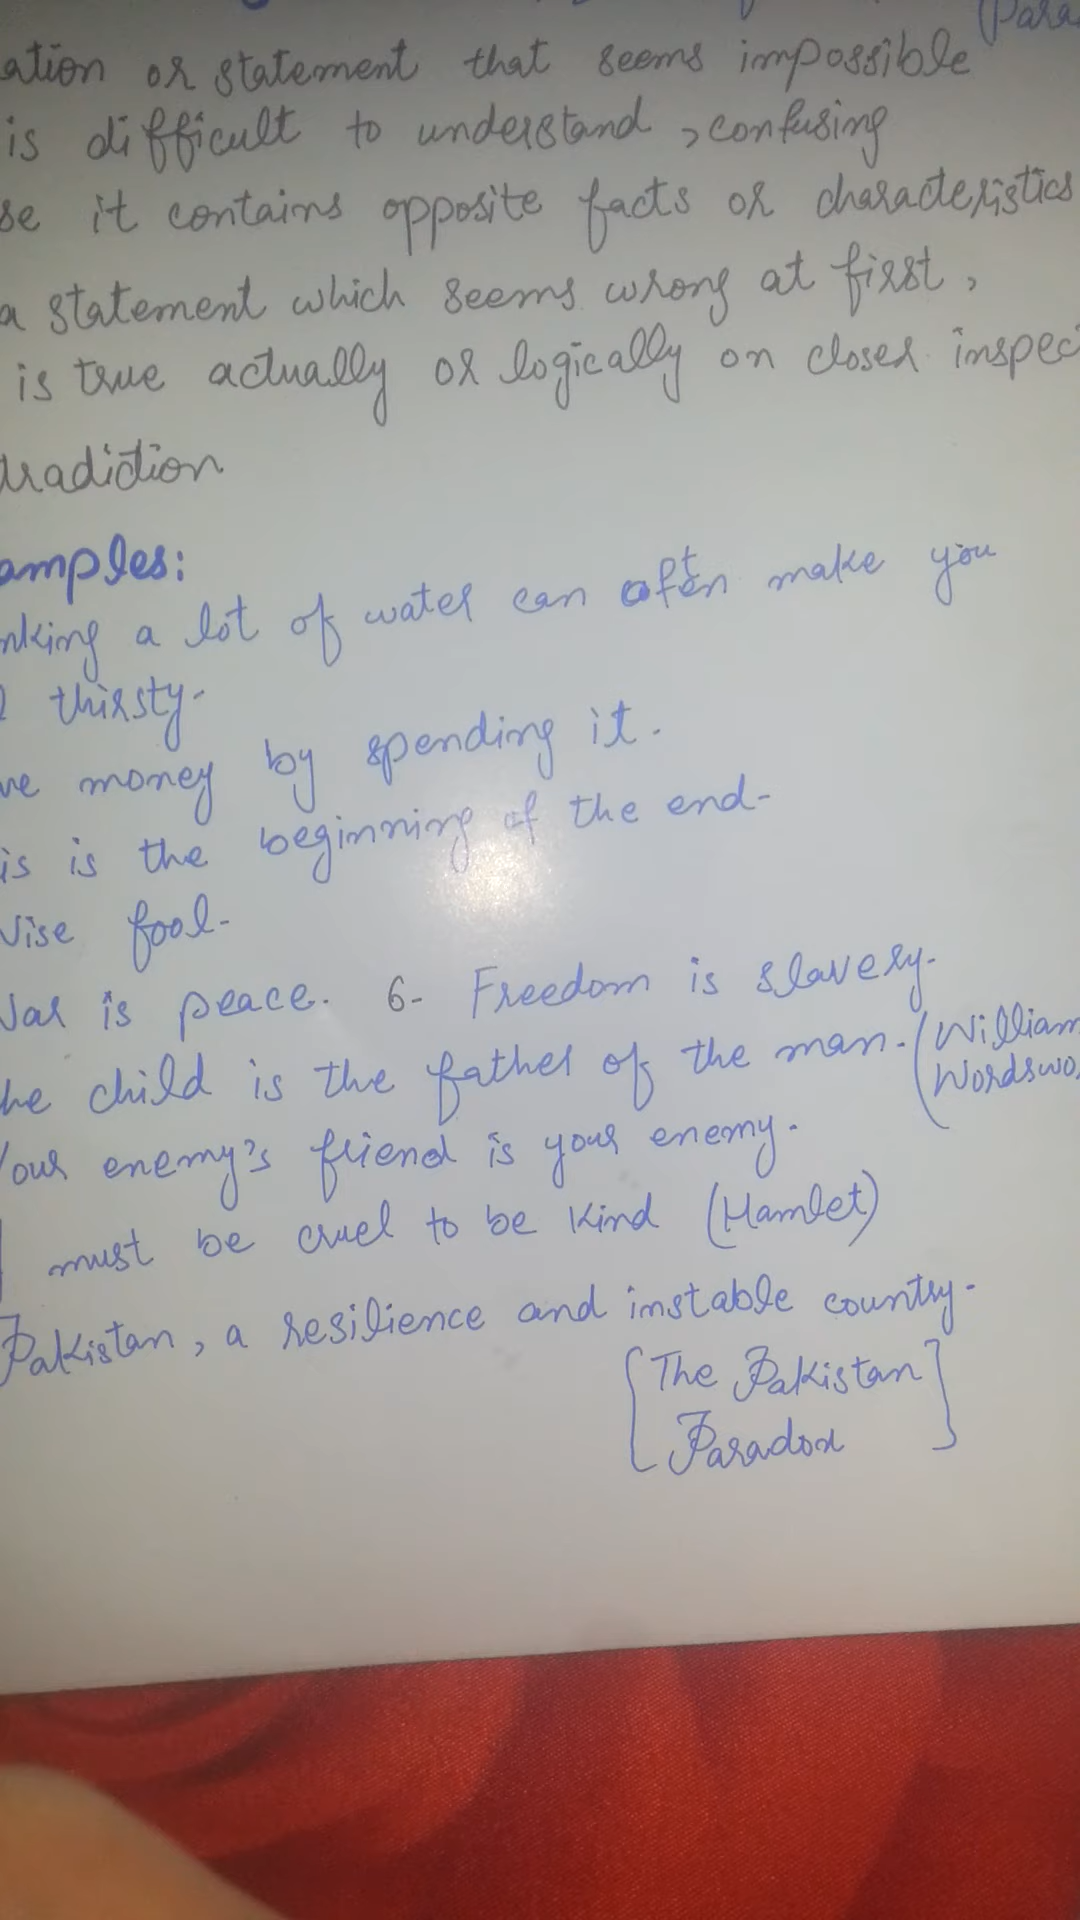 (Para
ation or statement that seems impossible
is difficult to understand, confusing
se it contains opposite facts or characteristics
a statement which seems wrong at first,
is true actually or logically on closer inspec
tradiction
amples:
nking a lot of water can often make you
l thirsty.
ve money by spending it.
is is the beginning of the end.
Wise fool.
War is peace. 6- Freedom is slavery.
he child is the father of the man. (William
Wordswo
Your enemy's friend is your enemy.
I must be cruel to be kind (Hamlet)
Pakistan, a resilience and instable country.
[The Pakistan
Paradox]